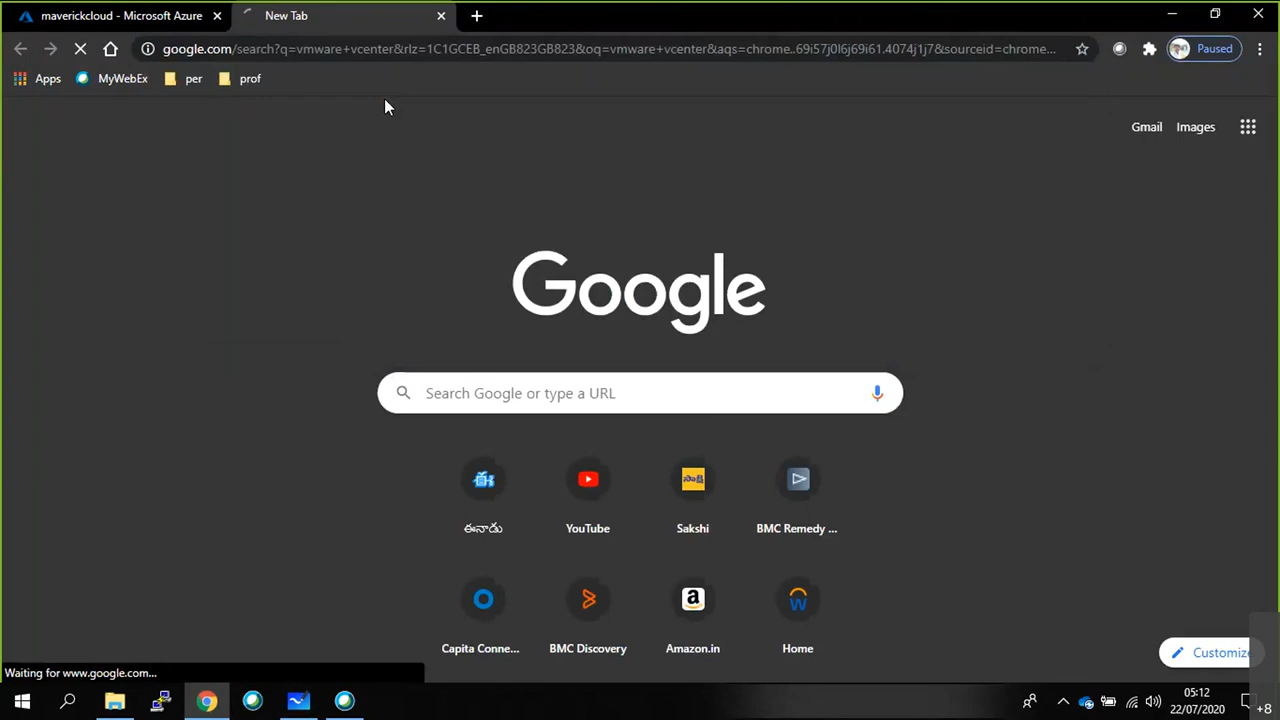 maverickcloud - Microsoft Azure
New Tab
google.com/search?q=vmware+vcenter&rlz=1C1GCEB_enGB823GB823&oq=vmware+vcenter&aqs=chrome..69i57j0l6j69i61.4074j1j7&sourceid=chrome...
Paused
Apps
MyWebEx
per
prof
Gmail
Images
Google
Search Google or type a URL
ఈనాడు
YouTube
Sakshi
BMC Remedy ...
Capita Conne...
BMC Discovery
Amazon.in
Home
Customize
Waiting for www.google.com...
05:12
22/07/2020
+8